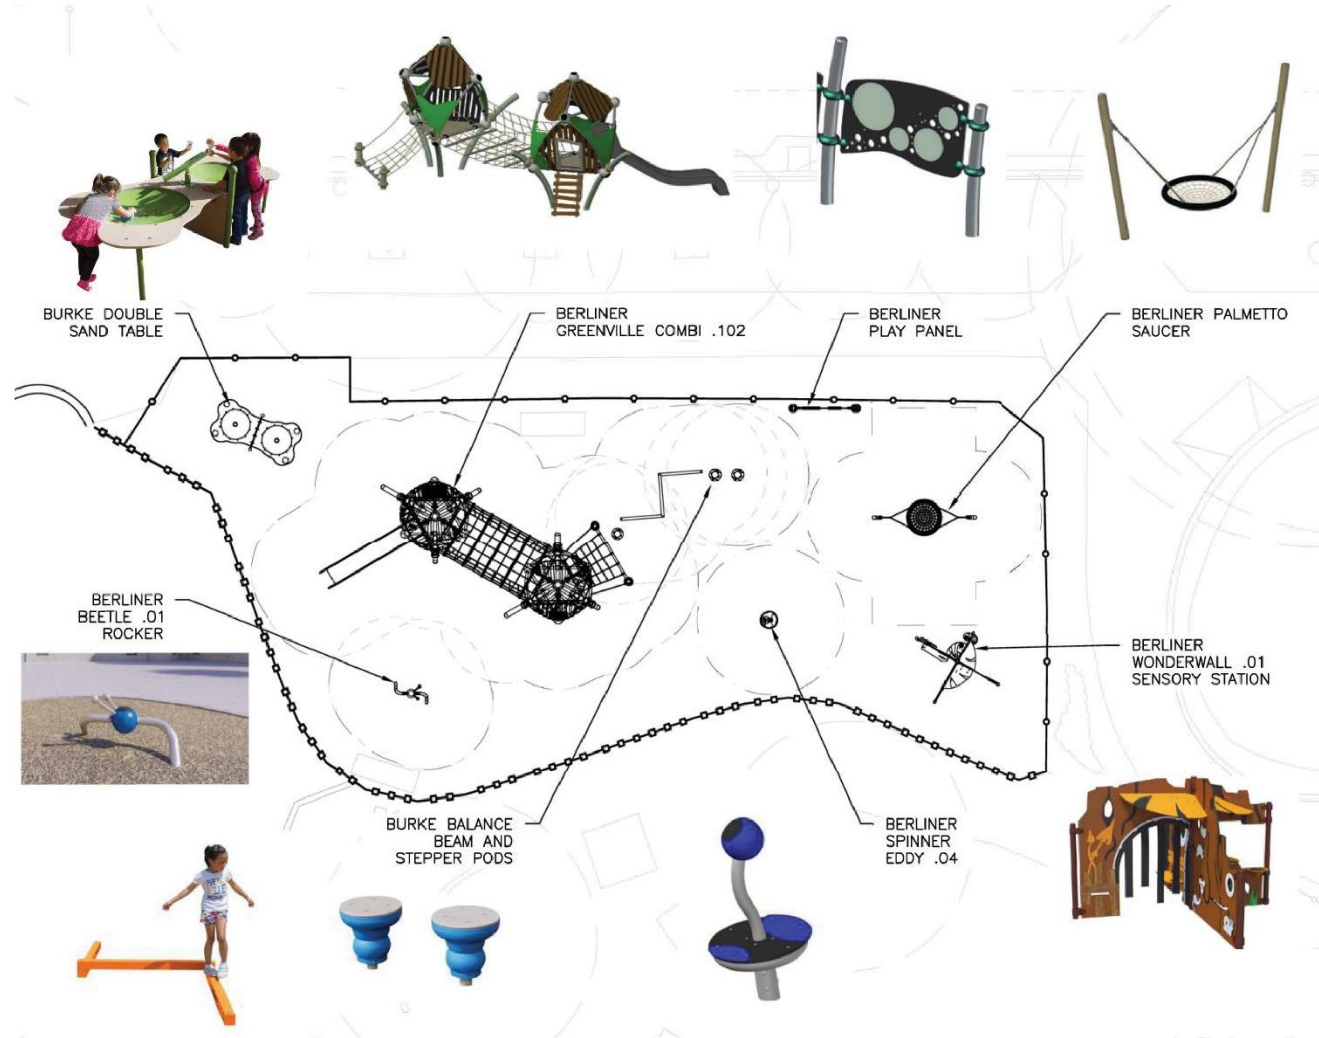 BURKE DOUBLE
SAND TABLE
BERLINER
GREENVILLE COMBI .102
BERLINER
PLAY PANEL
BERLINER PALMETTO
SAUCER
BERLINER
BEETLE .01
ROCKER
BERLINER
WONDERWALL .01
SENSORY STATION
BURKE BALANCE
BEAM AND
STEPPER PODS
BERLINER
SPINNER
EDDY .04